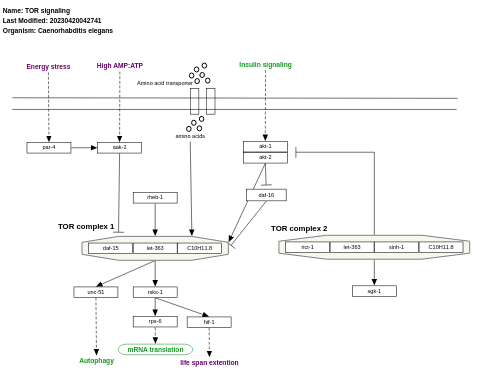 Name: TOR signaling
Last Modified: 20230420042741
Organism: Caenorhabditis elegans
Energy stress
High AMP:ATP
Insulin signaling
Amino acid transporter
amino acids
par-4
aak-2
akt-1
akt-2
rheb-1
daf-16
TOR complex 1
TOR complex 2
daf-15
let-363
C10H11.8
rict-1
let-363
sinh-1
C10H11.8
unc-51
rsks-1
sgk-1
rps-6
hif-1
mRNA translation
Autophagy
life span extention